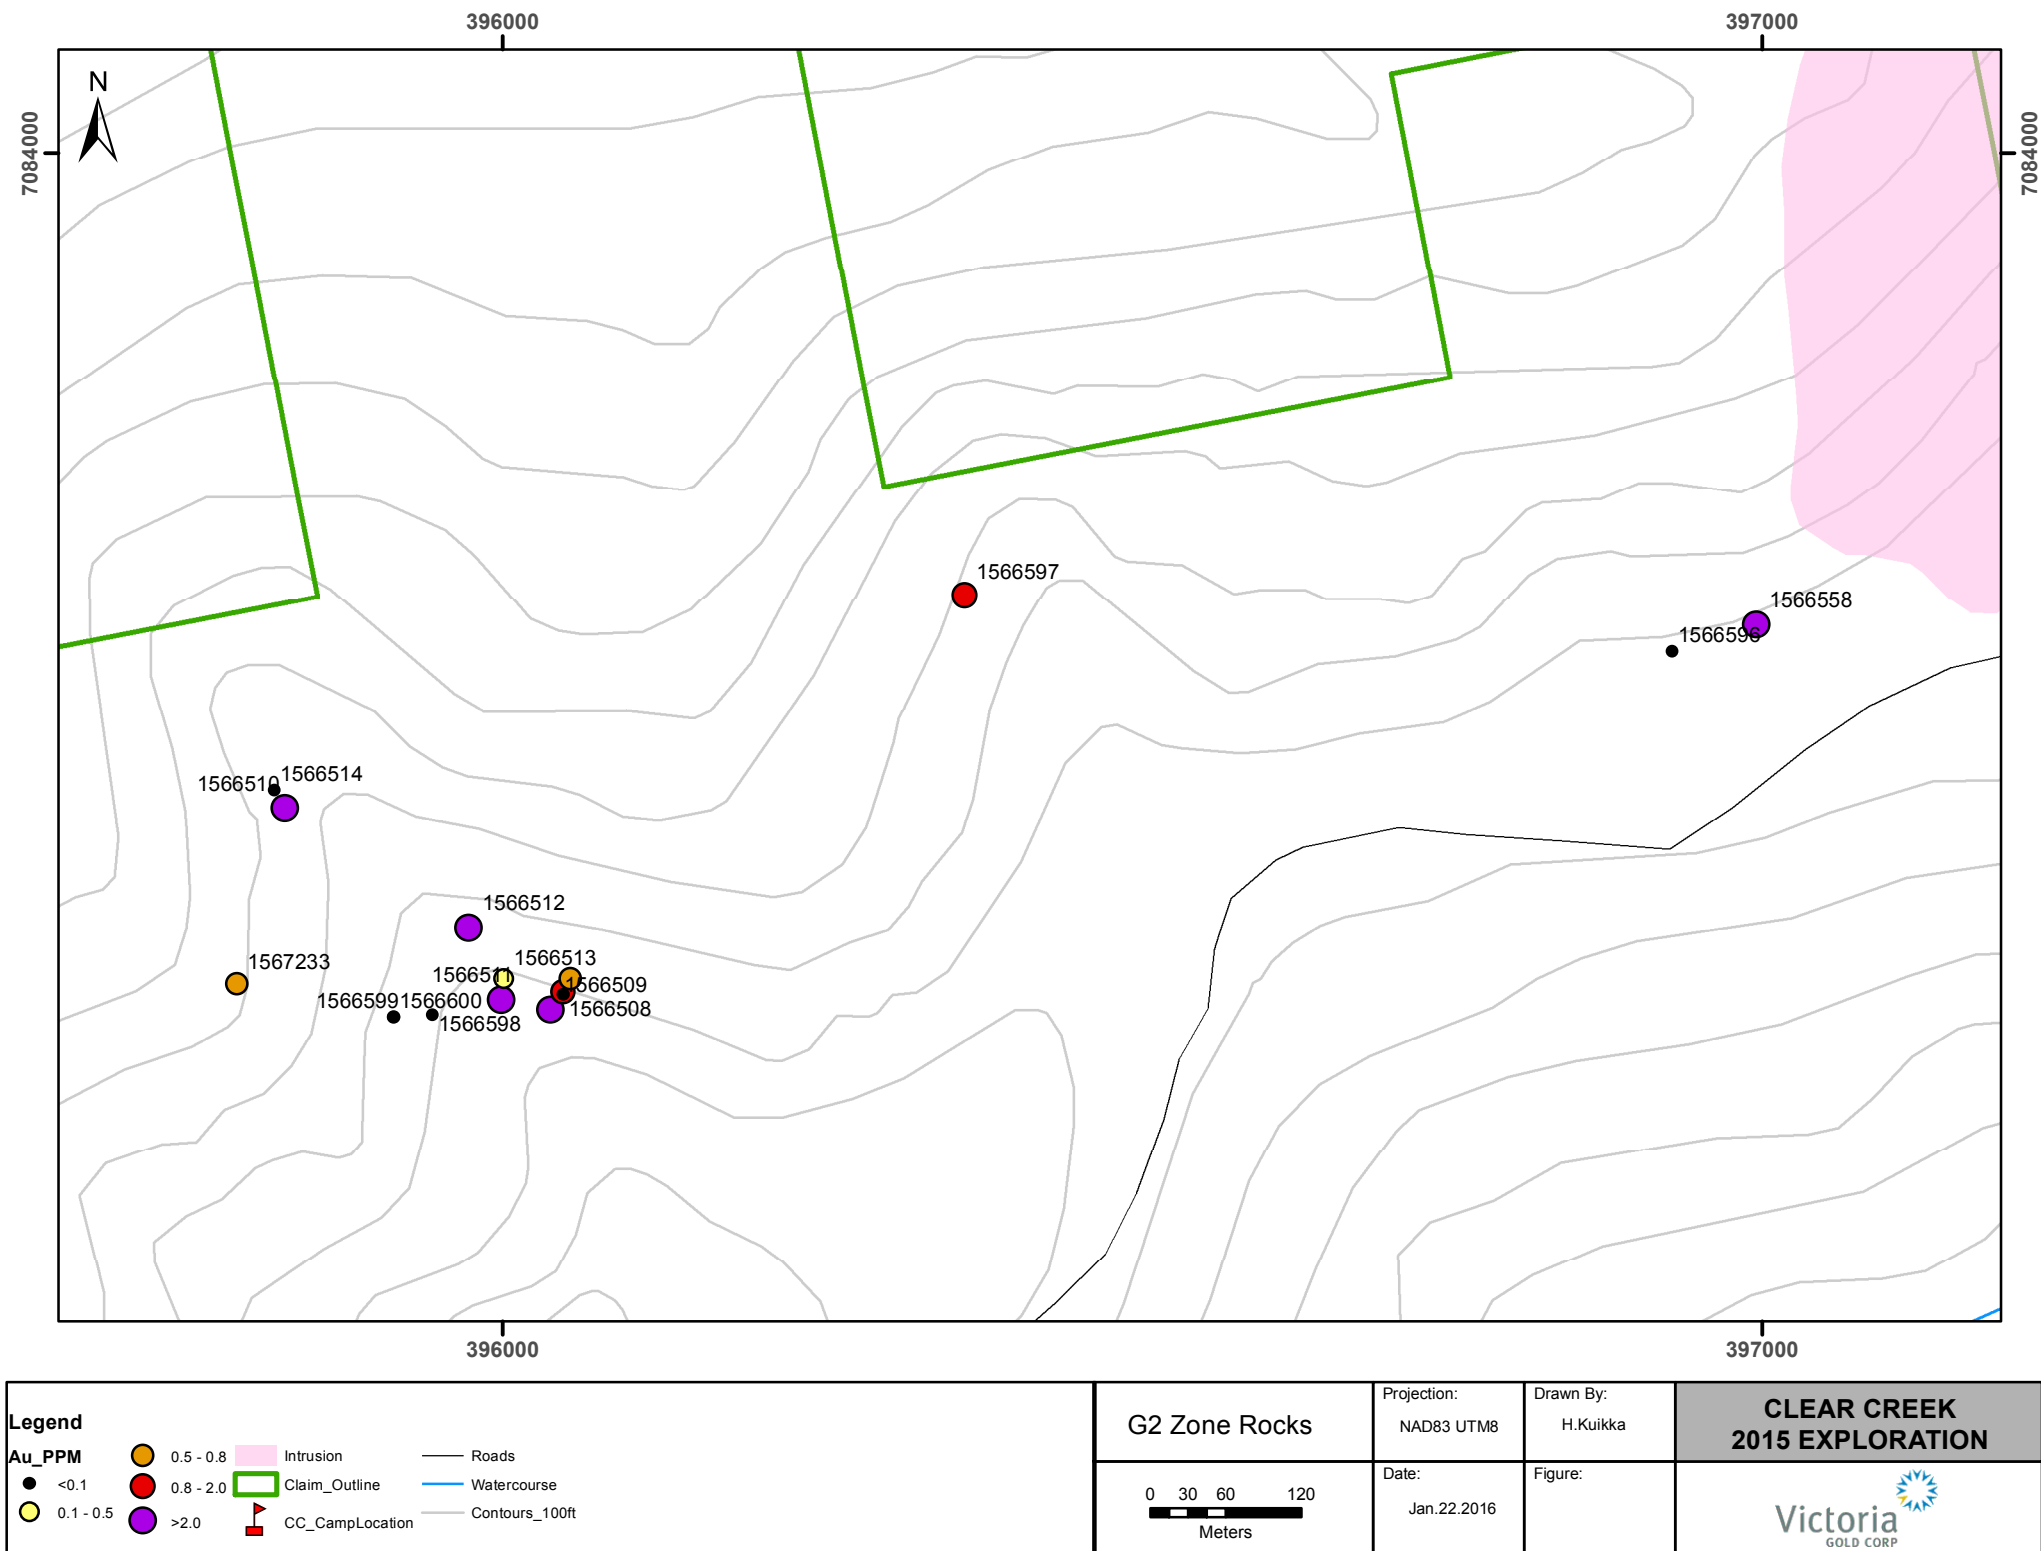 396000
397000
N
7084000
7084000
1566597
1566558
1566596
1566514
1566510
1566512
1567233
1566513
1566511
1566509
1566599
1566600
1566508
1566598
396000
397000
Legend
Au_PPM
<0.1
0.1 - 0.5
0.5 - 0.8
0.8 - 2.0
>2.0
Intrusion
Claim_Outline
CC_CampLocation
Roads
Watercourse
Contours_100ft
G2 Zone Rocks
0 30 60 120
Meters
Projection:
NAD83 UTM8
Drawn By:
H.Kuikka
Date:
Jan.22.2016
Figure:
CLEAR CREEK
2015 EXPLORATION
Victoria
GOLD CORP